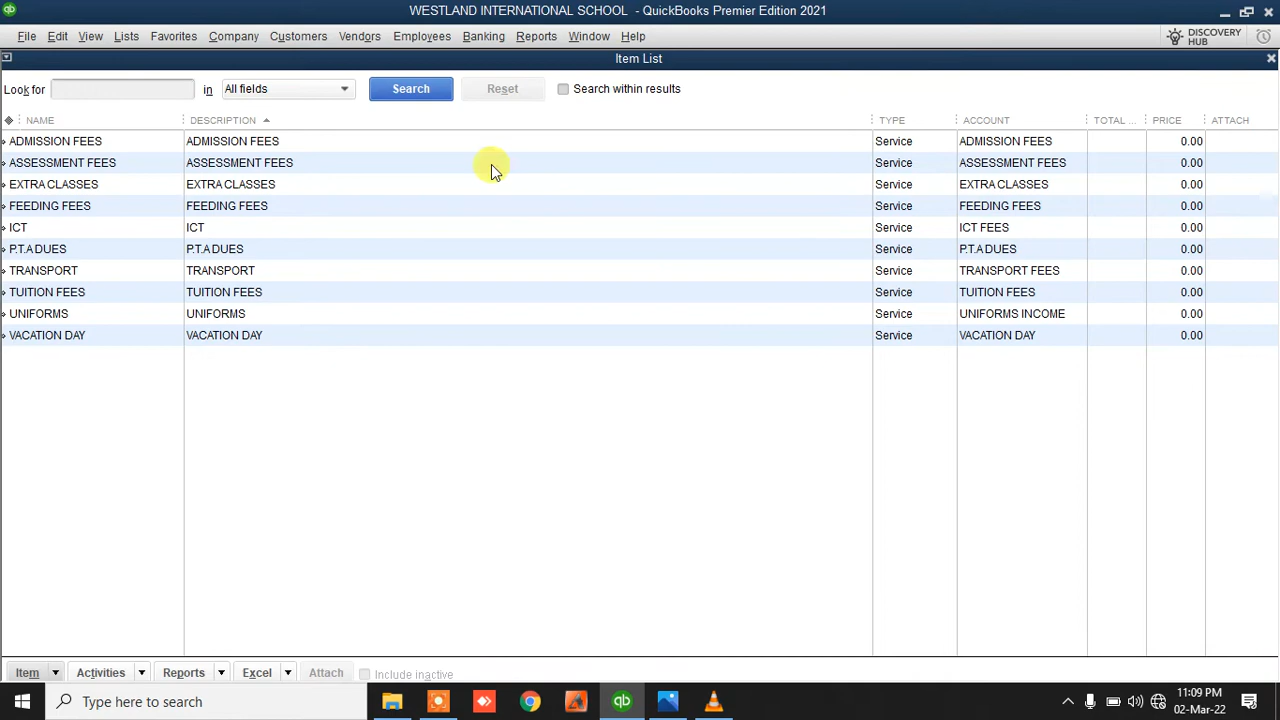 WESTLAND INTERNATIONAL SCHOOL - QuickBooks Premier Edition 2021
File Edit View Lists Favorites Company Customers Vendors Employees Banking Reports Window Help DISCOVERY HUB
Item List
Look for in All fields Search Reset Search within results
NAME DESCRIPTION TYPE ACCOUNT TOTAL ... PRICE ATTACH
ADMISSION FEES ADMISSION FEES Service ADMISSION FEES 0.00
ASSESSMENT FEES ASSESSMENT FEES Service ASSESSMENT FEES 0.00
EXTRA CLASSES EXTRA CLASSES Service EXTRA CLASSES 0.00
FEEDING FEES FEEDING FEES Service FEEDING FEES 0.00
ICT ICT Service ICT FEES 0.00
P.T.A DUES P.T.A DUES Service P.T.A DUES 0.00
TRANSPORT TRANSPORT Service TRANSPORT FEES 0.00
TUITION FEES TUITION FEES Service TUITION FEES 0.00
UNIFORMS UNIFORMS Service UNIFORMS INCOME 0.00
VACATION DAY VACATION DAY Service VACATION DAY 0.00
Item Activities Reports Excel Attach Include inactive
Type here to search 11:09 PM
02-Mar-22